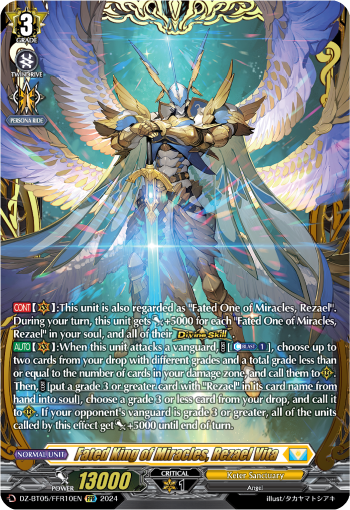 3
GRADE
TWIN DRIVE
PERSONA RIDE
CONT【 】:This unit is also regarded as "Fated One of Miracles, Rezael".
During your turn, this unit gets +5000 for each "Fated One of Miracles,
Rezael" in your soul, and all of their Divine Skill.
AUTO【 】:When this unit attacks a vanguard, [ BLAST 1 ], choose up to
two cards from your drop with different grades and a total grade less than
or equal to the number of cards in your damage zone, and call them to .
Then, [put a grade 3 or greater card with "Rezael" in its card name from
hand into soul], choose a grade 3 or less card from your drop, and call it
to . If your opponent's vanguard is grade 3 or greater, all of the units
called by this effect get +5000 until end of turn.
NORMAL UNIT
Fated King of Miracles, Rezael Vita
POWER
13000
CRITICAL
1
Keter Sanctuary
Angel
DZ-BT05/FFR10EN FFR 2024
illust/タカヤマトシアキ